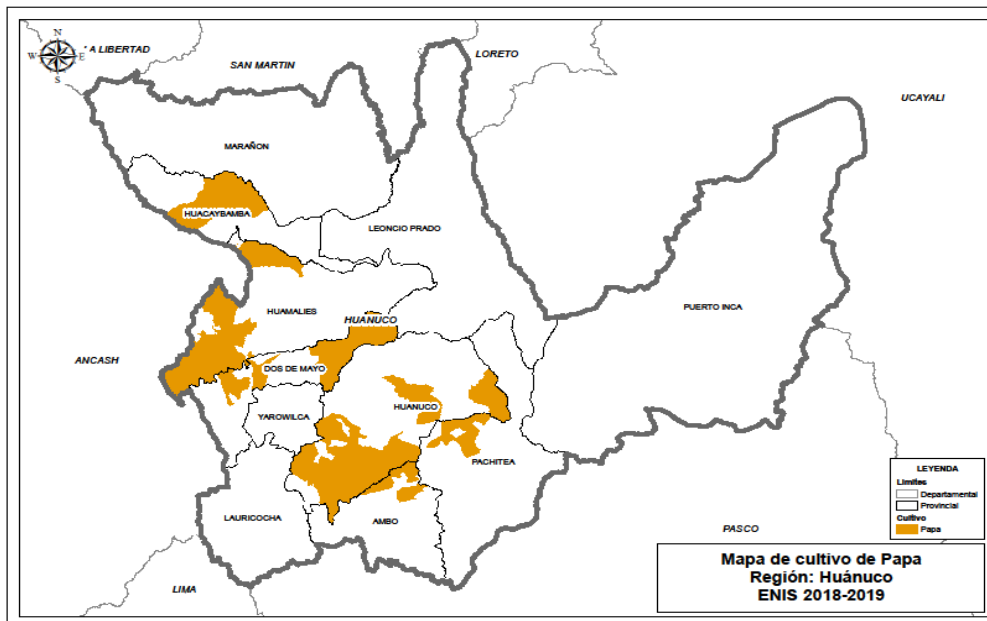 N
W
E
S
* A LIBERTAD
SAN MARTIN
LORETO
UCAYALI
MARAÑON
HUACAYBAMBA
LEONCIO PRADO
HUAMALIES
HUANUCO
PUERTO INCA
ANCASH
DOS DE MAYO
YAROWILCA
HUANUCO
PACHITEA
LAURICOCHA
AMBO
PASCO
LIMA
LEYENDA
Límites
Departamental
Provincial
Cultivo
Papa
Mapa de cultivo de Papa
Región: Huánuco
ENIS 2018-2019